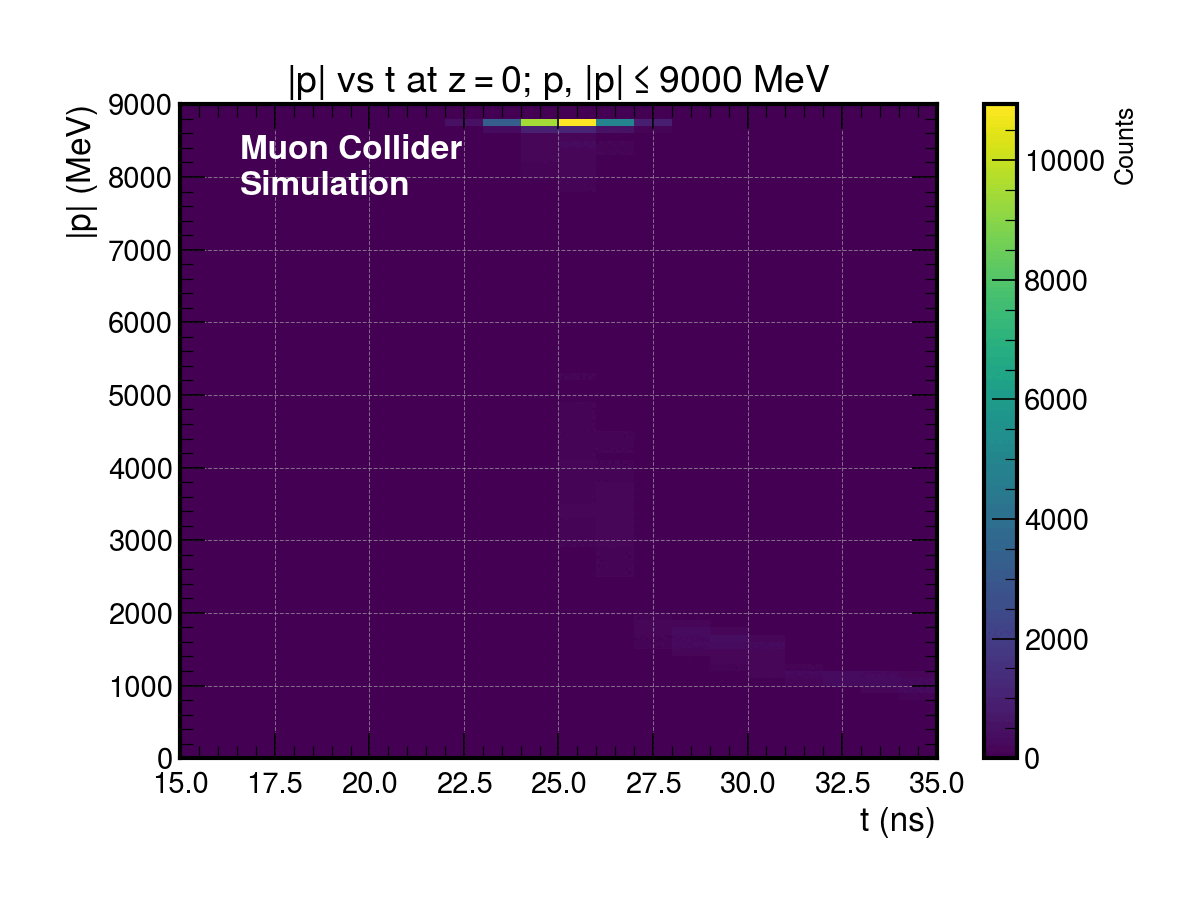 |p| vs t at z = 0; p, |p| ≤ 9000 MeV
Muon Collider
Simulation
|p| (MeV)
9000
8000
7000
6000
5000
4000
3000
2000
1000
0
15.0 17.5 20.0 22.5 25.0 27.5 30.0 32.5 35.0
t (ns)
10000
8000
6000
4000
2000
0
Counts